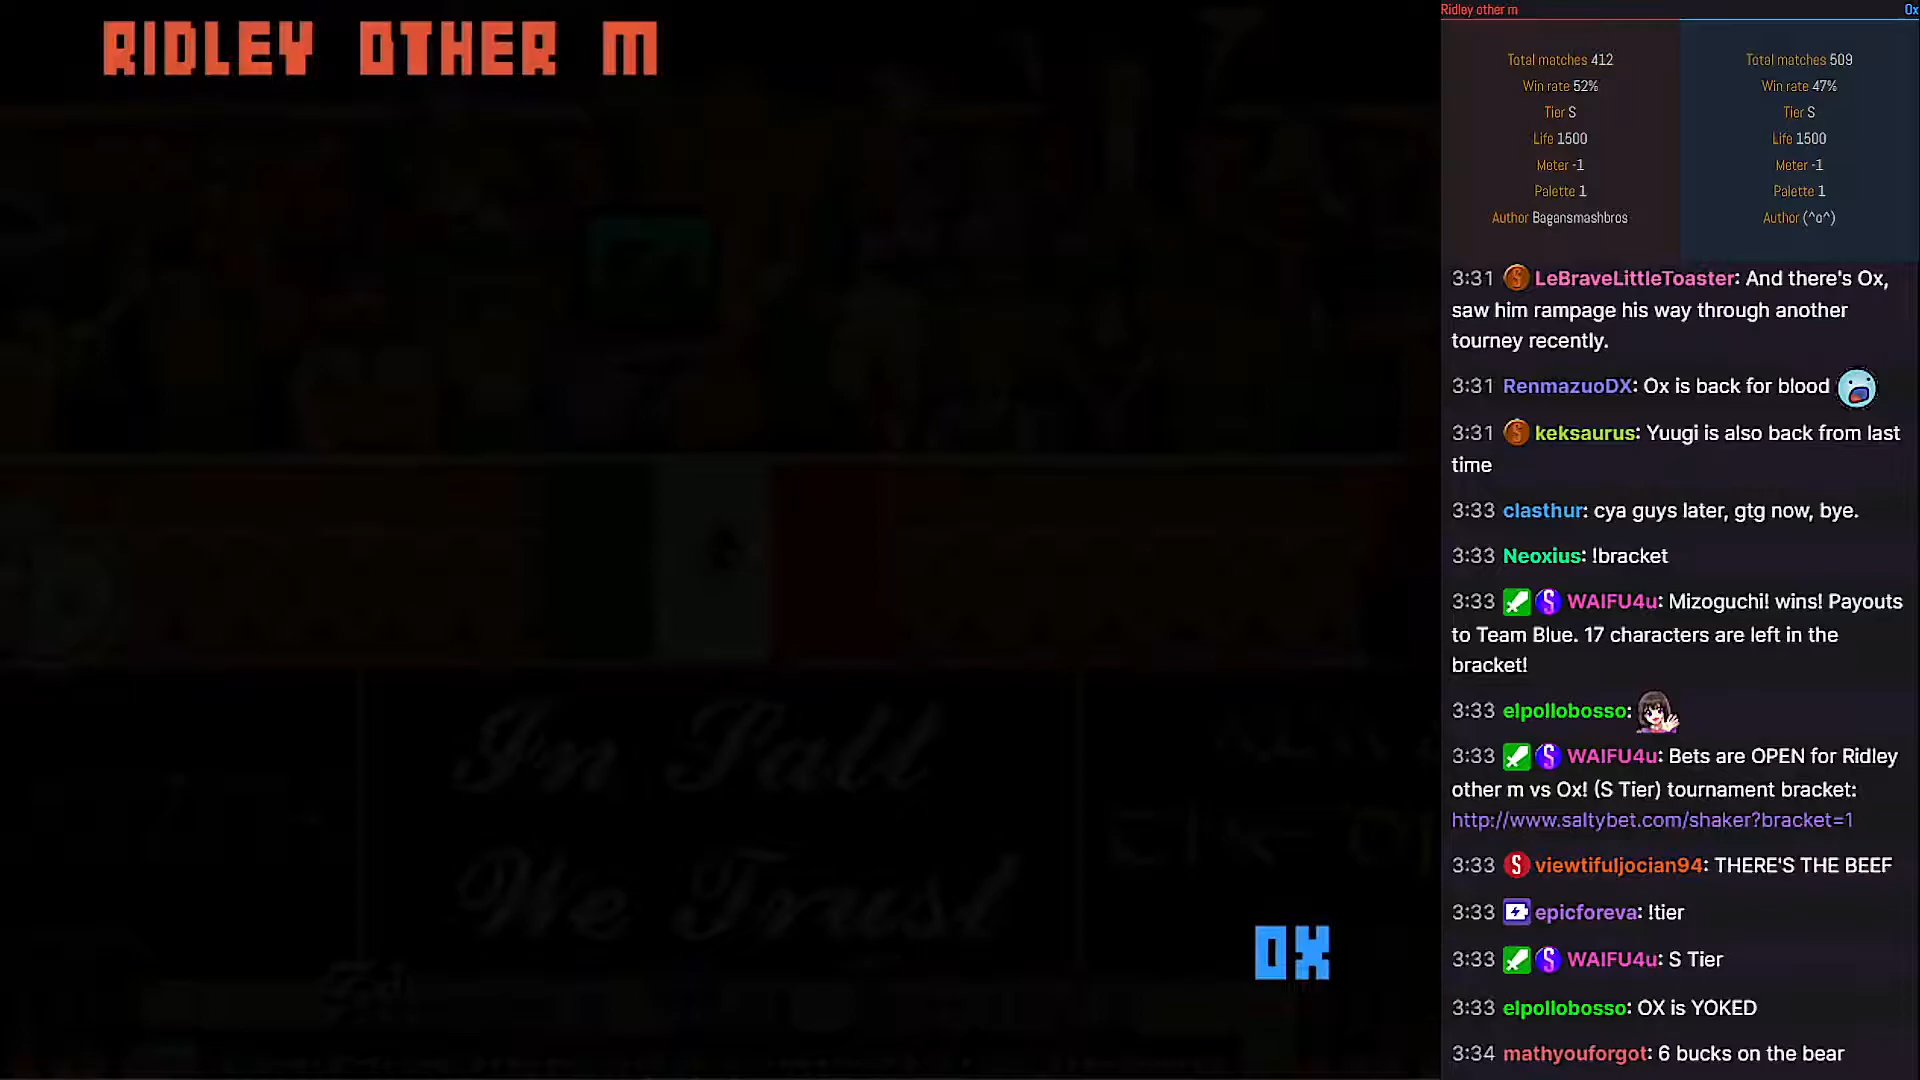 RIDLEY OTHER M
Ridley other m
Ox
Total matches 412
Win rate 52%
Tier S
Life 1500
Meter -1
Palette 1
Author Bagansmashbros
Total matches 509
Win rate 47%
Tier S
Life 1500
Meter -1
Palette 1
Author (^o^)
3:31 LeBraveLittleToaster: And there's Ox,
saw him rampage his way through another
tourney recently.
3:31 RenmazuoDX: Ox is back for blood
3:31 keksaurus: Yuugi is also back from last
time
3:33 clasthur: cya guys later, gtg now, bye.
3:33 Neoxius: !bracket
3:33 WAIFU4u: Mizoguchi! wins! Payouts
to Team Blue. 17 characters are left in the
bracket!
3:33 elpollobosso:
3:33 WAIFU4u: Bets are OPEN for Ridley
other m vs Ox! (S Tier) tournament bracket:
http://www.saltybet.com/shaker?bracket=1
3:33 viewtifuljocian94: THERE'S THE BEEF
3:33 epicforeva: !tier
3:33 WAIFU4u: S Tier
3:33 elpollobosso: OX is YOKED
3:34 mathyouforgot: 6 bucks on the bear
In Fall
We Trust
OX